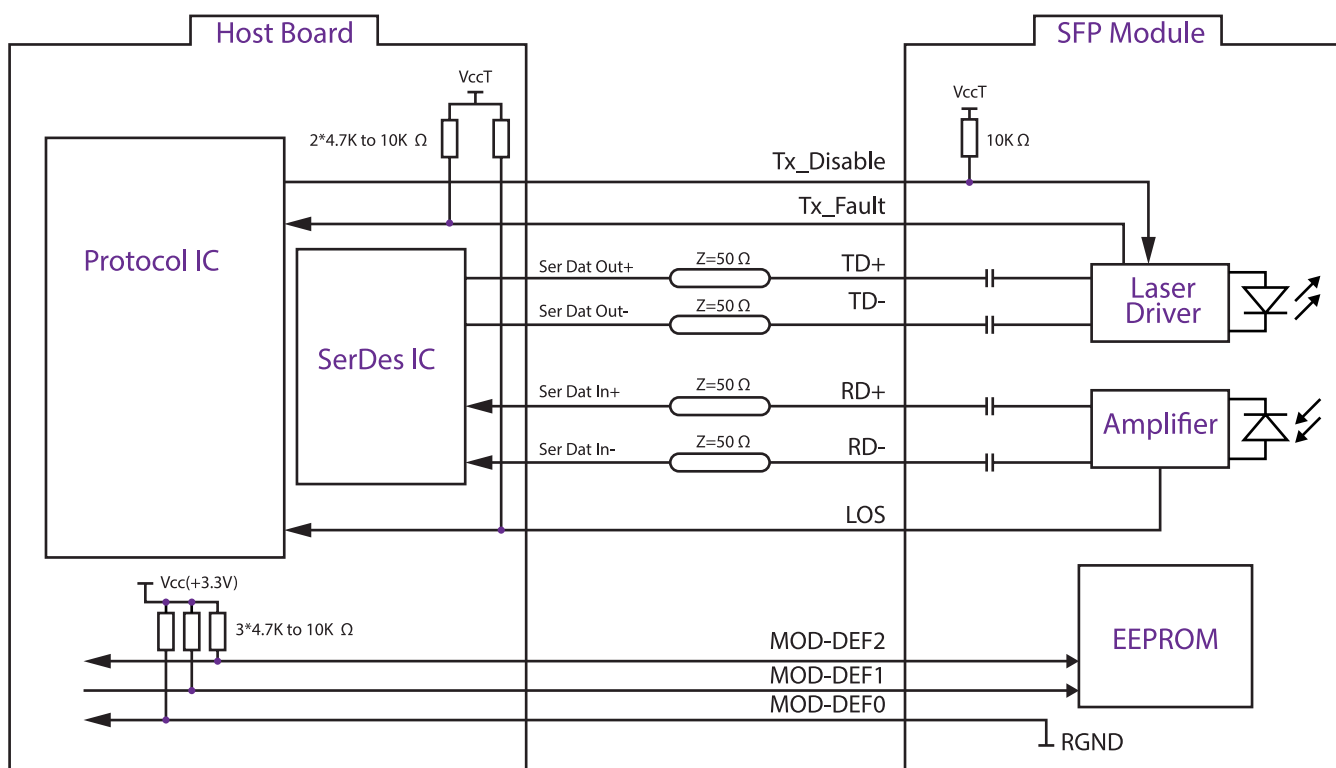 Host Board
SFP Module
VccT
VccT
2*4.7K to 10K Ω
10K Ω
Tx_Disable
Tx_Fault
Protocol IC
Ser Dat Out+
Z=50 Ω
TD+
Ser Dat Out-
Z=50 Ω
TD-
Laser
Driver
SerDes IC
Ser Dat In+
Z=50 Ω
RD+
Ser Dat In-
Z=50 Ω
RD-
Amplifier
LOS
Vcc(+3.3V)
3*4.7K to 10K Ω
MOD-DEF2
MOD-DEF1
MOD-DEF0
EEPROM
RGND